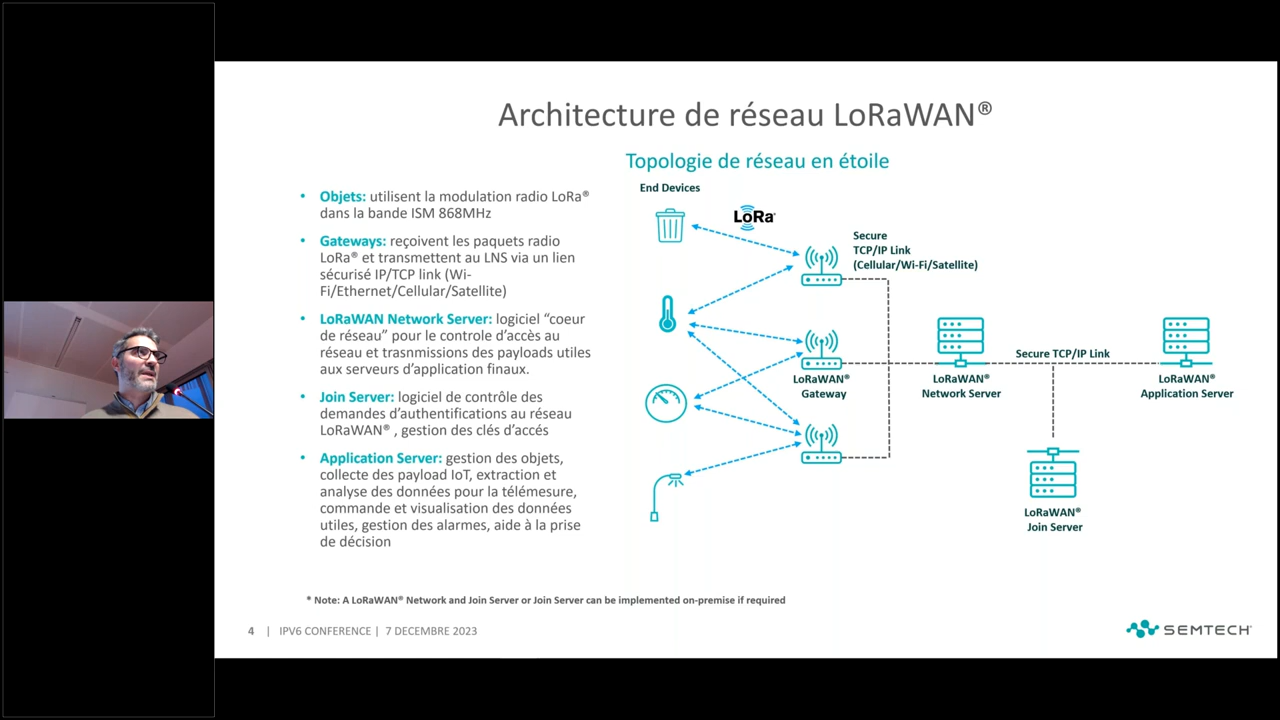 Architecture de réseau LoRaWAN®
Topologie de réseau en étoile
• Objets: utilisent la modulation radio LoRa®
dans la bande ISM 868MHz
• Gateways: reçoivent les paquets radio
LoRa® et transmettent au LNS via un lien
sécurisé IP/TCP link (Wi-
Fi/Ethernet/Cellular/Satellite)
• LoRaWAN Network Server: logiciel “coeur
de réseau” pour le controle d’accès au
réseau et trasnmissions des payloads utiles
aux serveurs d’application finaux.
• Join Server: logiciel de contrôle des
demandes d’authentifications au réseau
LoRaWAN® , gestion des clés d’accés
• Application Server: gestion des objets,
collecte des payload IoT, extraction et
analyse des données pour la télémesure,
commande et visualisation des données
utiles, gestion des alarmes, aide à la prise
de décision
End Devices
LoRa®
Secure
TCP/IP Link
(Cellular/Wi-Fi/Satellite)
LoRaWAN®
Gateway
LoRaWAN®
Network Server
Secure TCP/IP Link
LoRaWAN®
Application Server
LoRaWAN®
Join Server
* Note: A LoRaWAN® Network and Join Server or Join Server can be implemented on-premise if required
4 | IPV6 CONFERENCE | 7 DECEMBRE 2023
SEMTECH